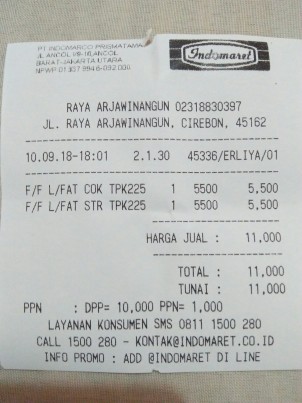 PT INDOMARCO PRISMATAMA
JL ANCOL VIII-16,ANCOL
BARAT-JAKARTA UTARA
NPWP 01.337.994.6-092.000
Indomaret
RAYA ARJAWINANGUN 02318830397
JL. RAYA ARJAWINANGUN, CIREBON, 45162
10.09.18-18:01 2.1.30 45336/ERLIYA/01
F/F L/FAT COK TPK225 1 5500 5,500
F/F L/FAT STR TPK225 1 5500 5,500
HARGA JUAL : 11,000
TOTAL : 11,000
TUNAI : 11,000
PPN : DPP= 10,000 PPN= 1,000
LAYANAN KONSUMEN SMS 0811 1500 280
CALL 1500 280 - KONTAK@INDOMARET.CO.ID
INFO PROMO : ADD @INDOMARET DI LINE